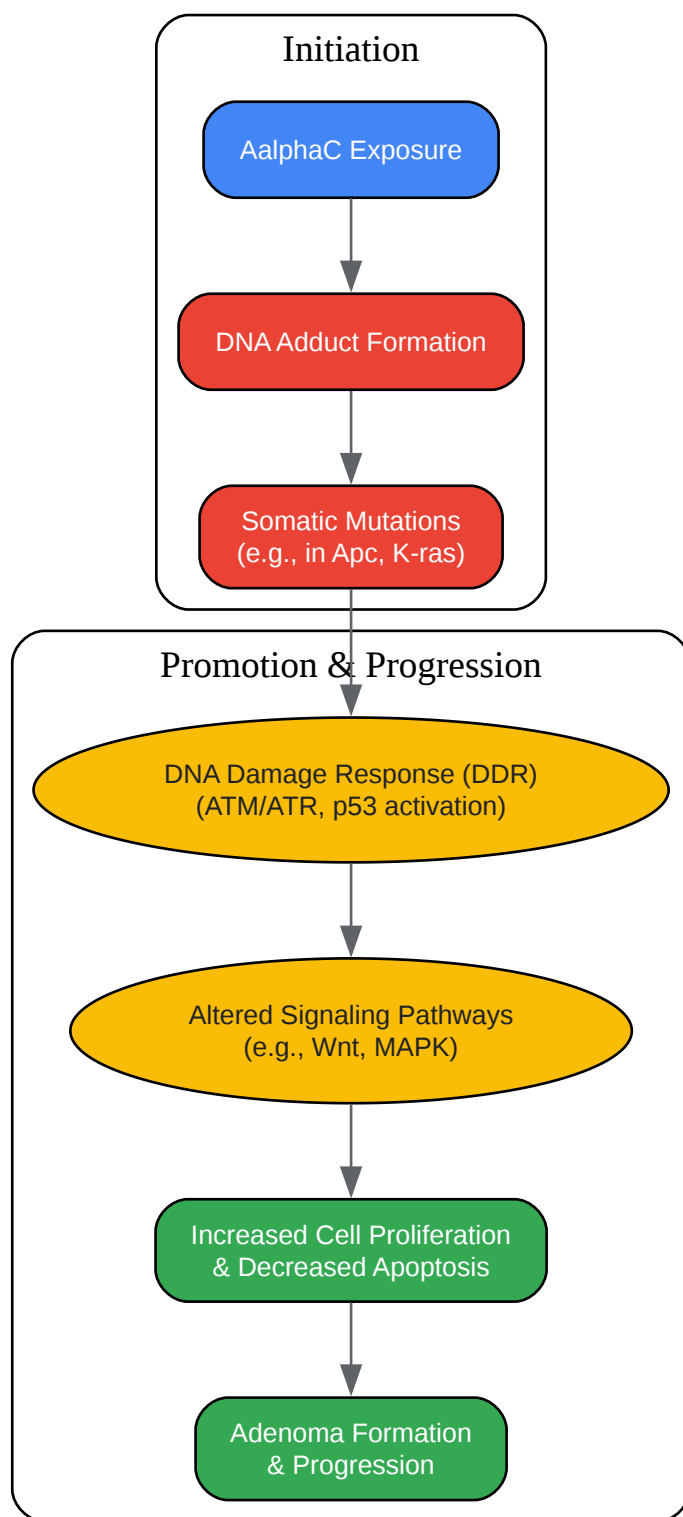 Initiation
AalphaC Exposure
DNA Adduct Formation
Somatic Mutations
(e.g., in Apc, K-ras)
Promotion & Progression
DNA Damage Response (DDR)
(ATM/ATR, p53 activation)
Altered Signaling Pathways
(e.g., Wnt, MAPK)
Increased Cell Proliferation
& Decreased Apoptosis
Adenoma Formation
& Progression